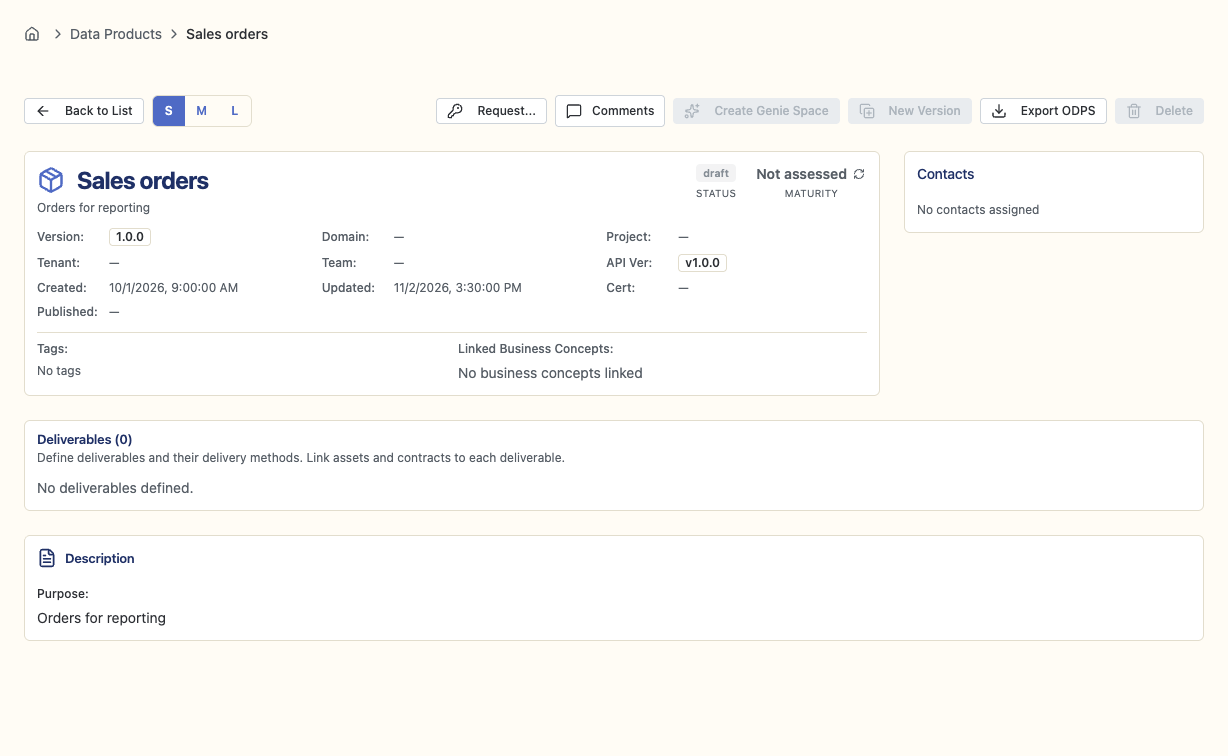 Data Products
Sales orders
Back to List
S
M
L
Request...
Comments
Create Genie Space
New Version
Export ODPS
Delete
Sales orders
draft
STATUS
Not assessed
MATURITY
Orders for reporting
Version: 1.0.0
Domain: —
Project: —
Tenant: —
Team: —
API Ver: v1.0.0
Created: 10/1/2026, 9:00:00 AM
Updated: 11/2/2026, 3:30:00 PM
Cert: —
Published: —
Tags:
No tags
Linked Business Concepts:
No business concepts linked
Contacts
No contacts assigned
Deliverables (0)
Define deliverables and their delivery methods. Link assets and contracts to each deliverable.
No deliverables defined.
Description
Purpose:
Orders for reporting